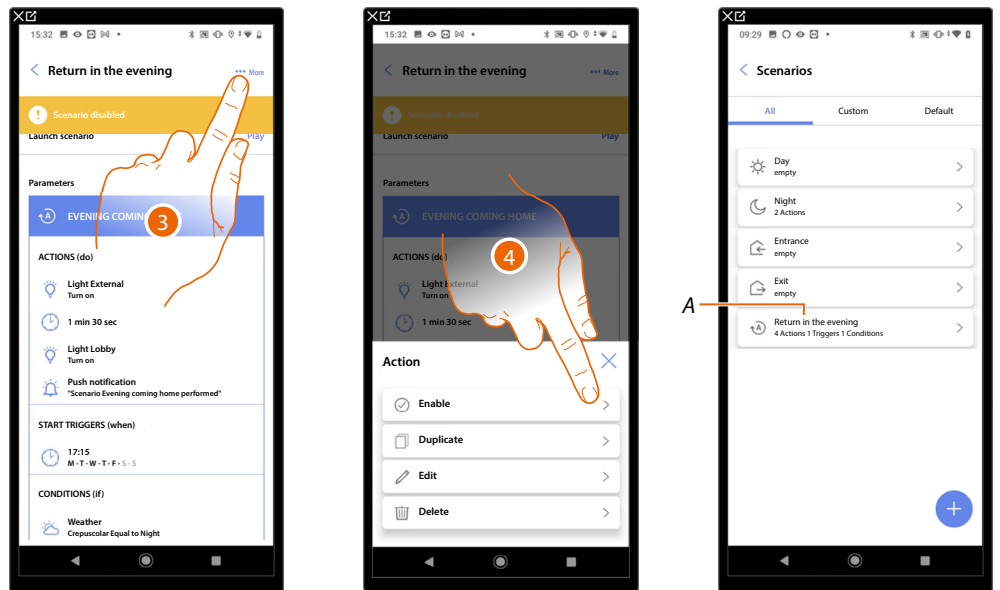 15:32
Return in the evening
More
Scenario disabled
Launch scenario
Play
Parameters
EVENING COMIN
3
ACTIONS (do)
Light External
Turn on
1 min 30 sec
Light Lobby
Turn on
Push notification
"Scenario Evening coming home performed"
START TRIGGERS (when)
17:15
M - T - W - T - F - S - S
CONDITIONS (if)
Weather
Crepuscolar Equal to Night
15:32
Return in the evening
More
Scenario disabled
Launch scenario
Play
Parameters
EVENING COMING HOME
ACTIONS (do)
4
Light External
Turn on
1 min 30 sec
Action
Enable
Duplicate
Edit
Delete
09:29
Scenarios
All Custom Default
Day
empty
Night
2 Actions
Entrance
empty
Exit
empty
A
Return in the evening
4 Actions 1 Triggers 1 Conditions